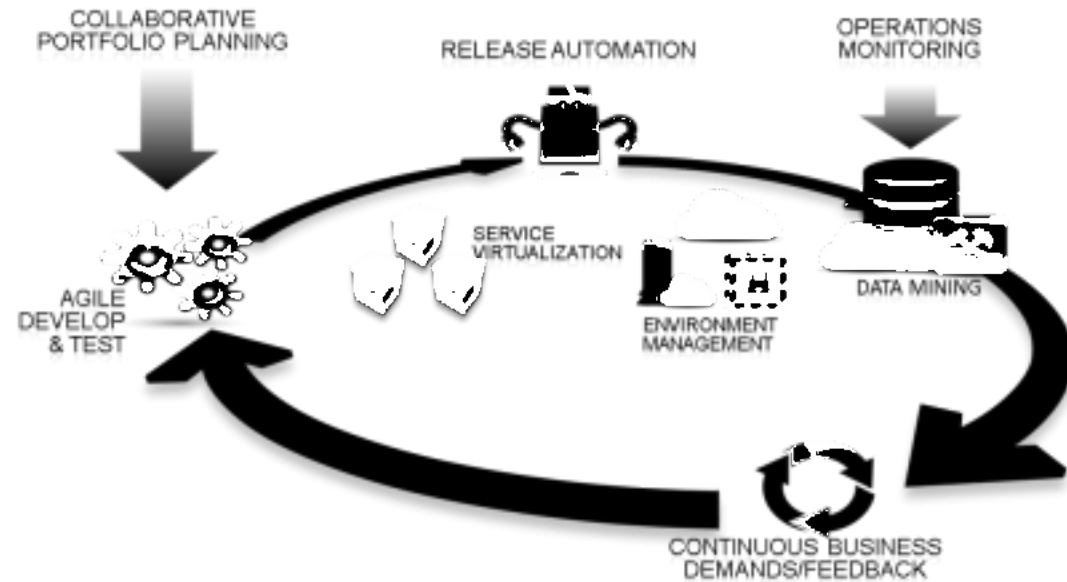 COLLABORATIVE
PORTFOLIO PLANNING
RELEASE AUTOMATION
OPERATIONS
MONITORING
SERVICE
VIRTUALIZATION
ENVIRONMENT
MANAGEMENT
DATA MINING
AGILE
DEVELOP
& TEST
CONTINUOUS BUSINESS
DEMANDS/FEEDBACK